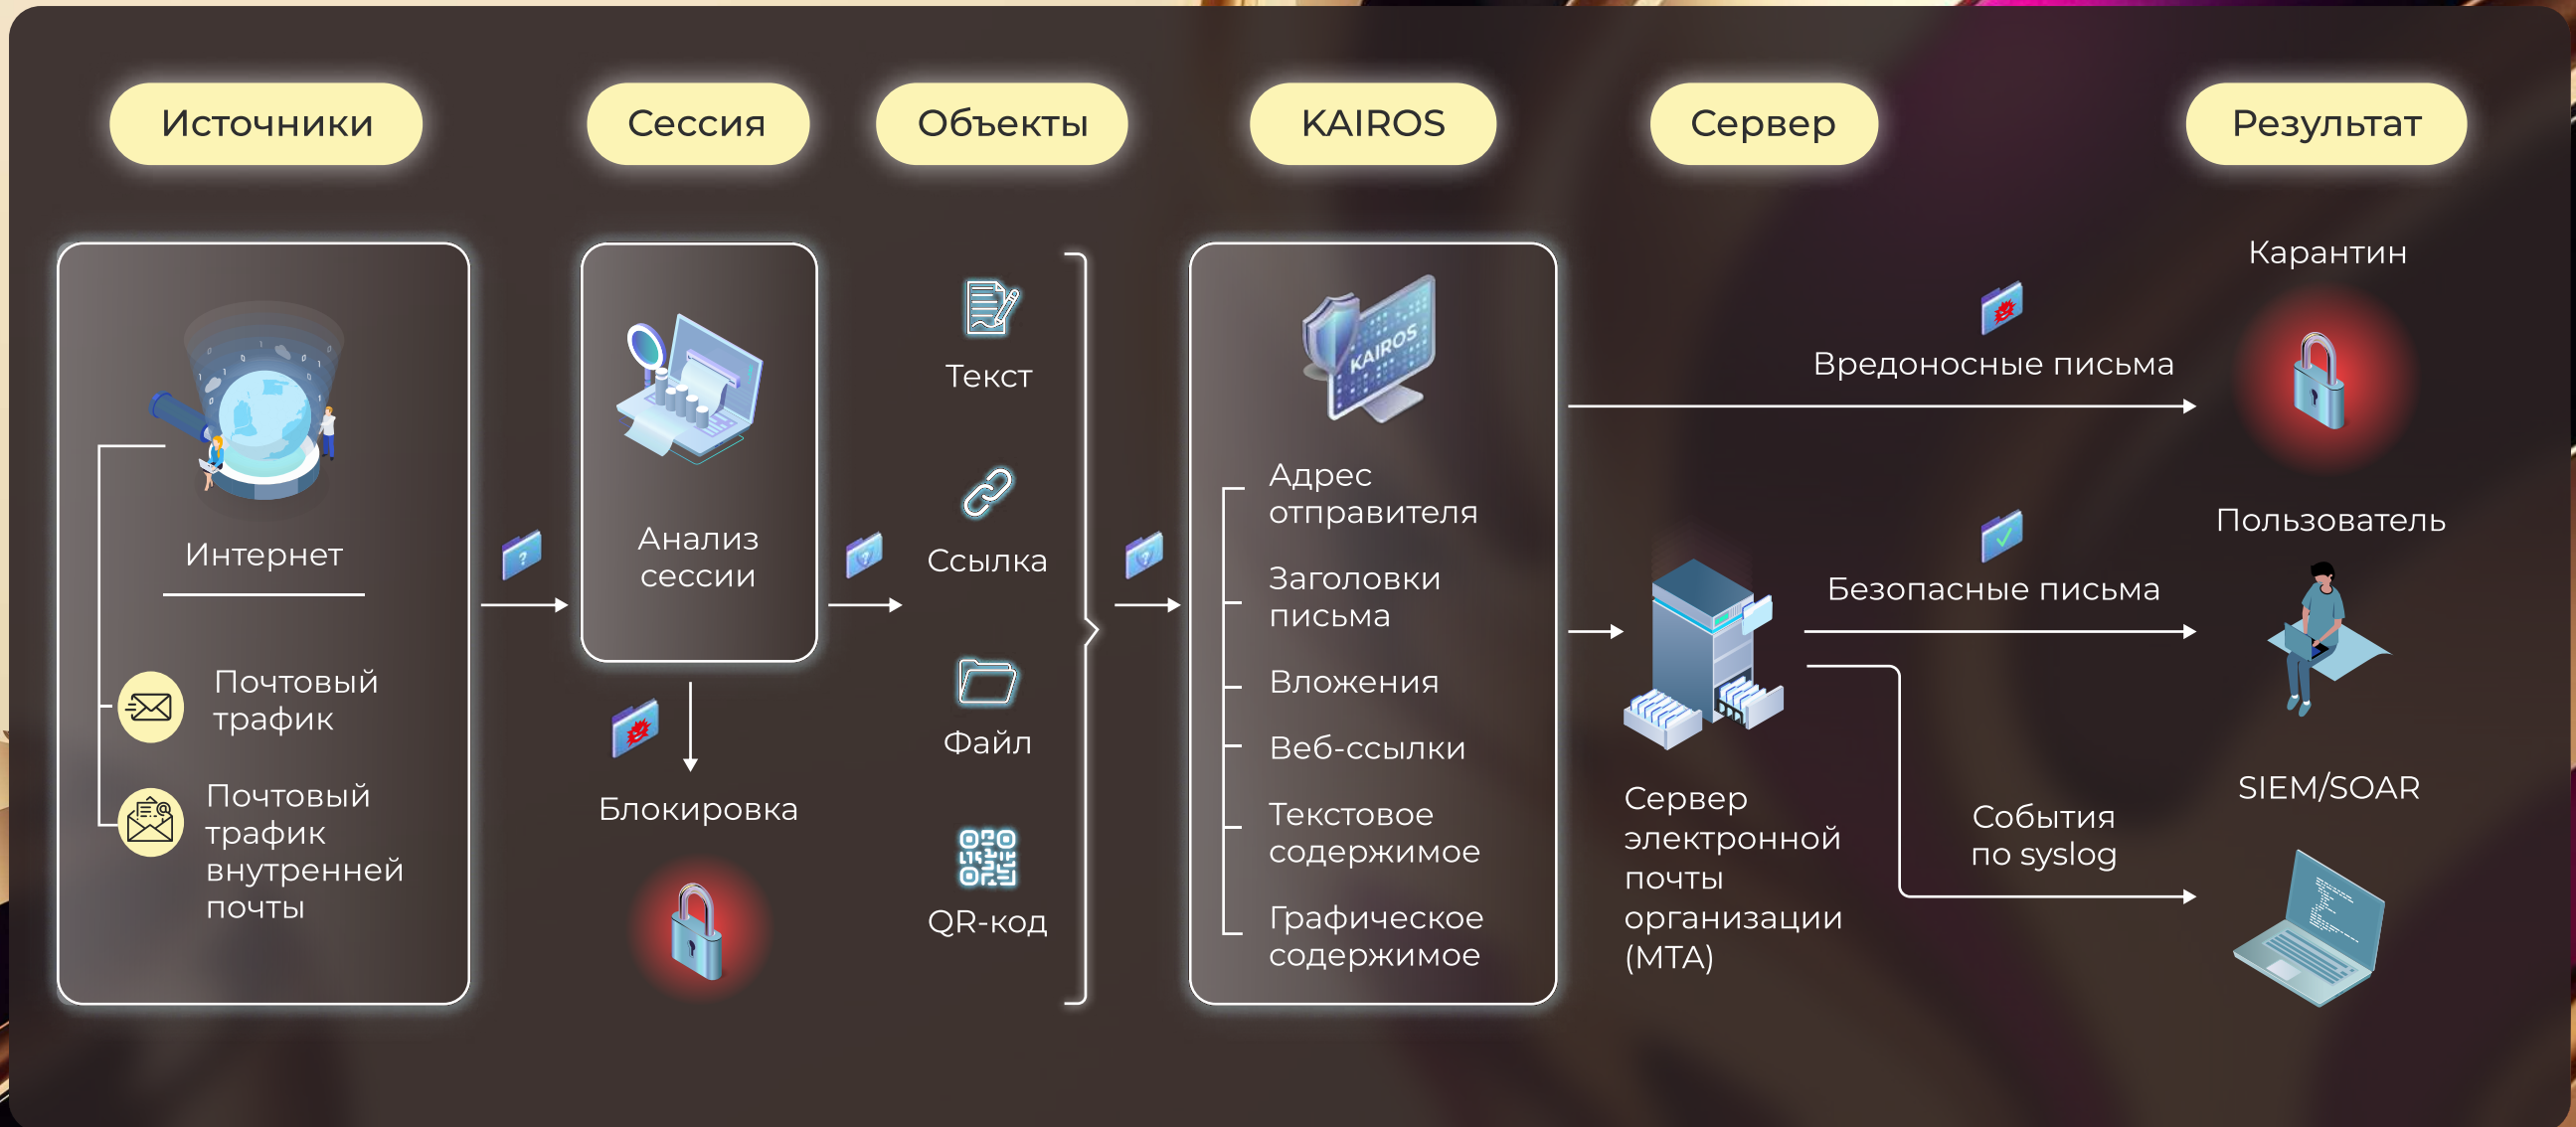 Источники
Сессия
Объекты
KAIROS
Сервер
Результат
Интернет
Почтовый
трафик
Почтовый
трафик
внутренней
почты
Анализ
сессии
Блокировка
Текст
Ссылка
Файл
QR-код
KAIROS
Адрес
отправителя
Заголовки
письма
Вложения
Веб-ссылки
Текстовое
содержимое
Графическое
содержимое
Вредоносные письма
Карантин
Безопасные письма
Пользователь
Сервер
электронной
почты
организации
(MTA)
События
по syslog
SIEM/SOAR